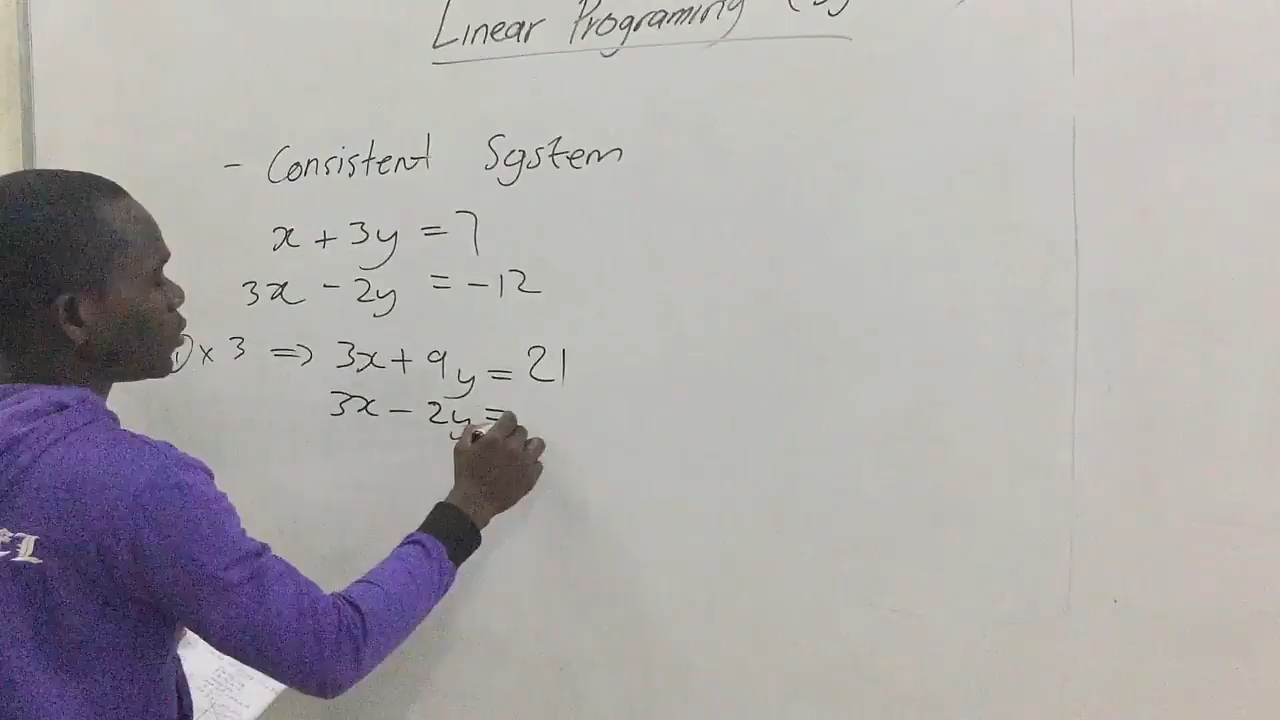 Linear Programing
- Consistent System
x + 3y = 7
3x - 2y = -12
x 3 => 3x + 9y = 21
3x - 2y =